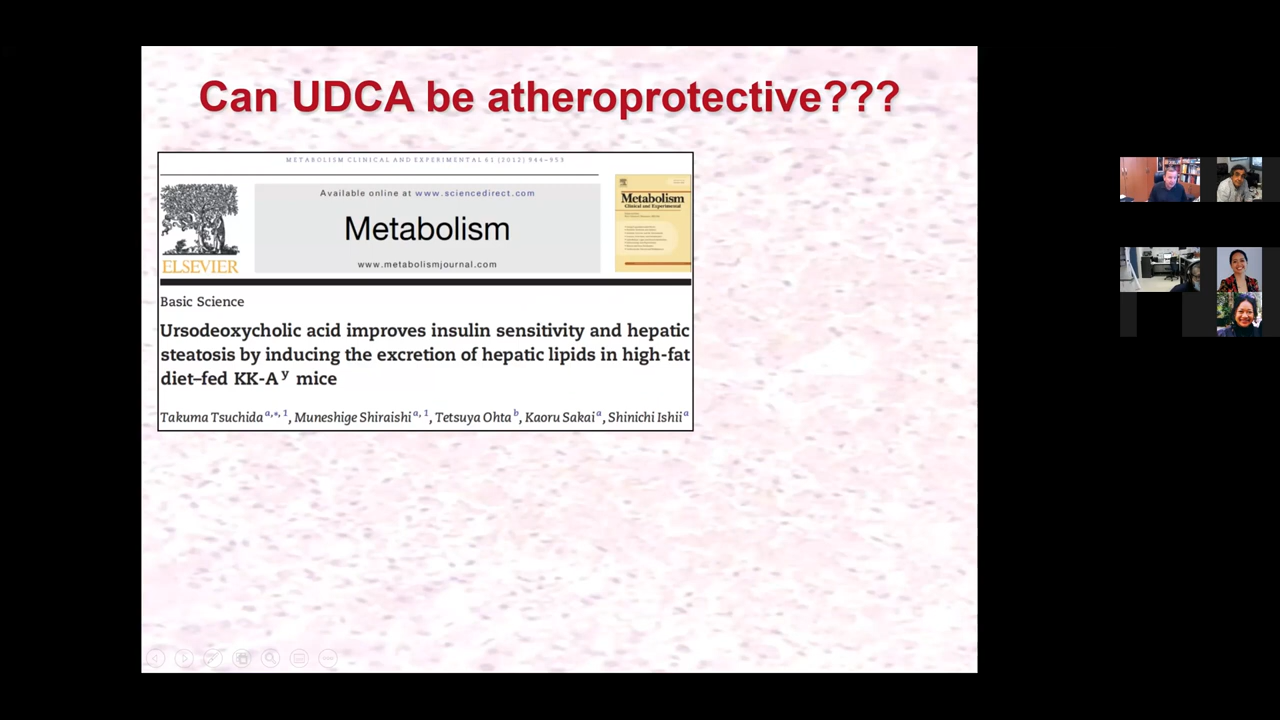 Can UDCA be atheroprotective???
METABOLISM CLINICAL AND EXPERIMENTAL 61 (2012) 944–953
Available online at www.sciencedirect.com
Metabolism
www.metabolismjournal.com
ELSEVIER
Metabolism
Clinical and Experimental
Basic Science
Ursodeoxycholic acid improves insulin sensitivity and hepatic
steatosis by inducing the excretion of hepatic lipids in high-fat
diet–fed KK-A y mice
Takuma Tsuchida a,*, 1, Muneshige Shiraishi a, 1, Tetsuya Ohta b, Kaoru Sakai a, Shinichi Ishii a